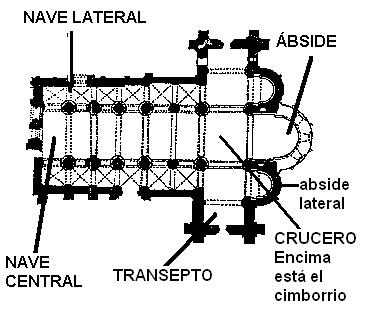 NAVE LATERAL
ÁBSIDE
abside
lateral
CRUCERO
Encima
está el
cimborrio
TRANSEPTO
NAVE
CENTRAL